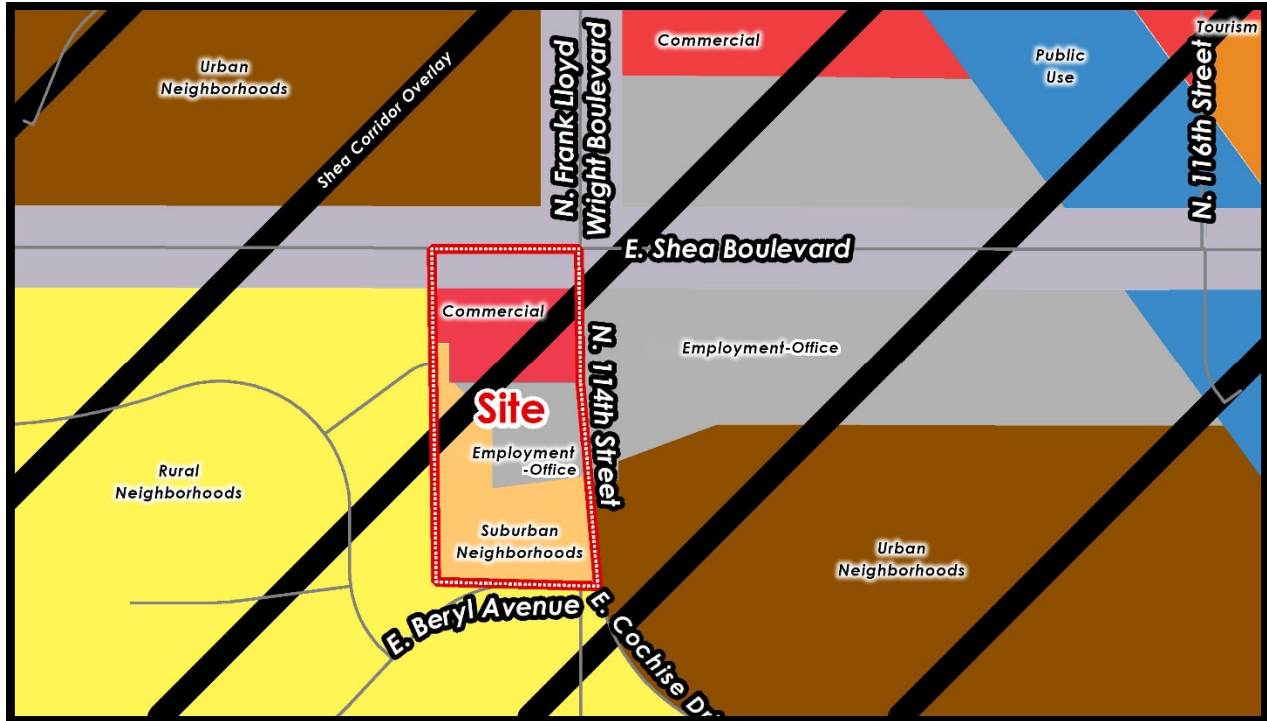 Urban
Neighborhoods
Shea Corridor Overlay
N. Frank Lloyd
Wright Boulevard
Commercial
Public
Use
Tourism
N. 116th Street
E. Shea Boulevard
Commercial
N. 114th Street
Employment-Office
Site
Employment
-Office
Rural
Neighborhoods
Suburban
Neighborhoods
Urban
Neighborhoods
E. Beryl Avenue
E. Cochise Dr